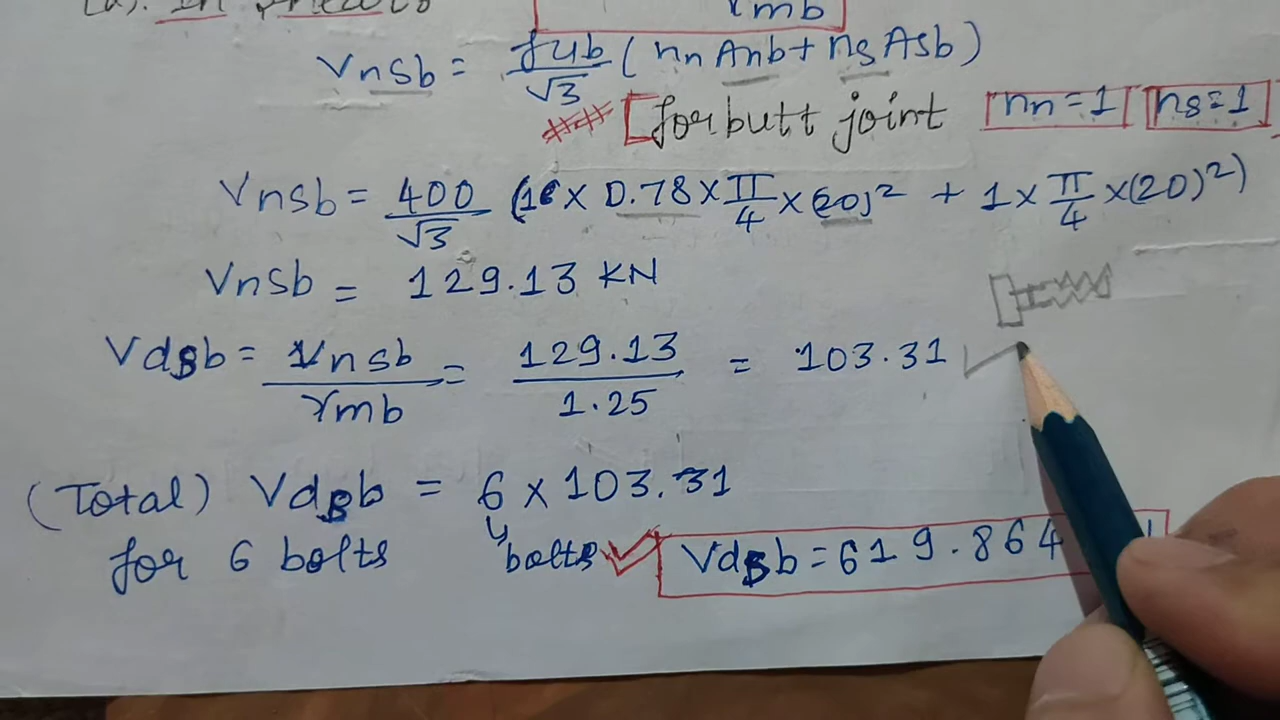 (a). In shear
γmb
Vnsb = fub/√3 ( nn Anb + ns Asb )
### [for butt joint nn = 1 ns = 1
Vnsb = 400/√3 (1 × 0.78 × π/4 × (20)² + 1 × π/4 × (20)²)
Vnsb = 129.13 KN
Vdsb = Vnsb/γmb = 129.13/1.25 = 103.31
(Total) Vdsb = 6 × 103.31
for 6 bolts bolts Vdsb = 619.864